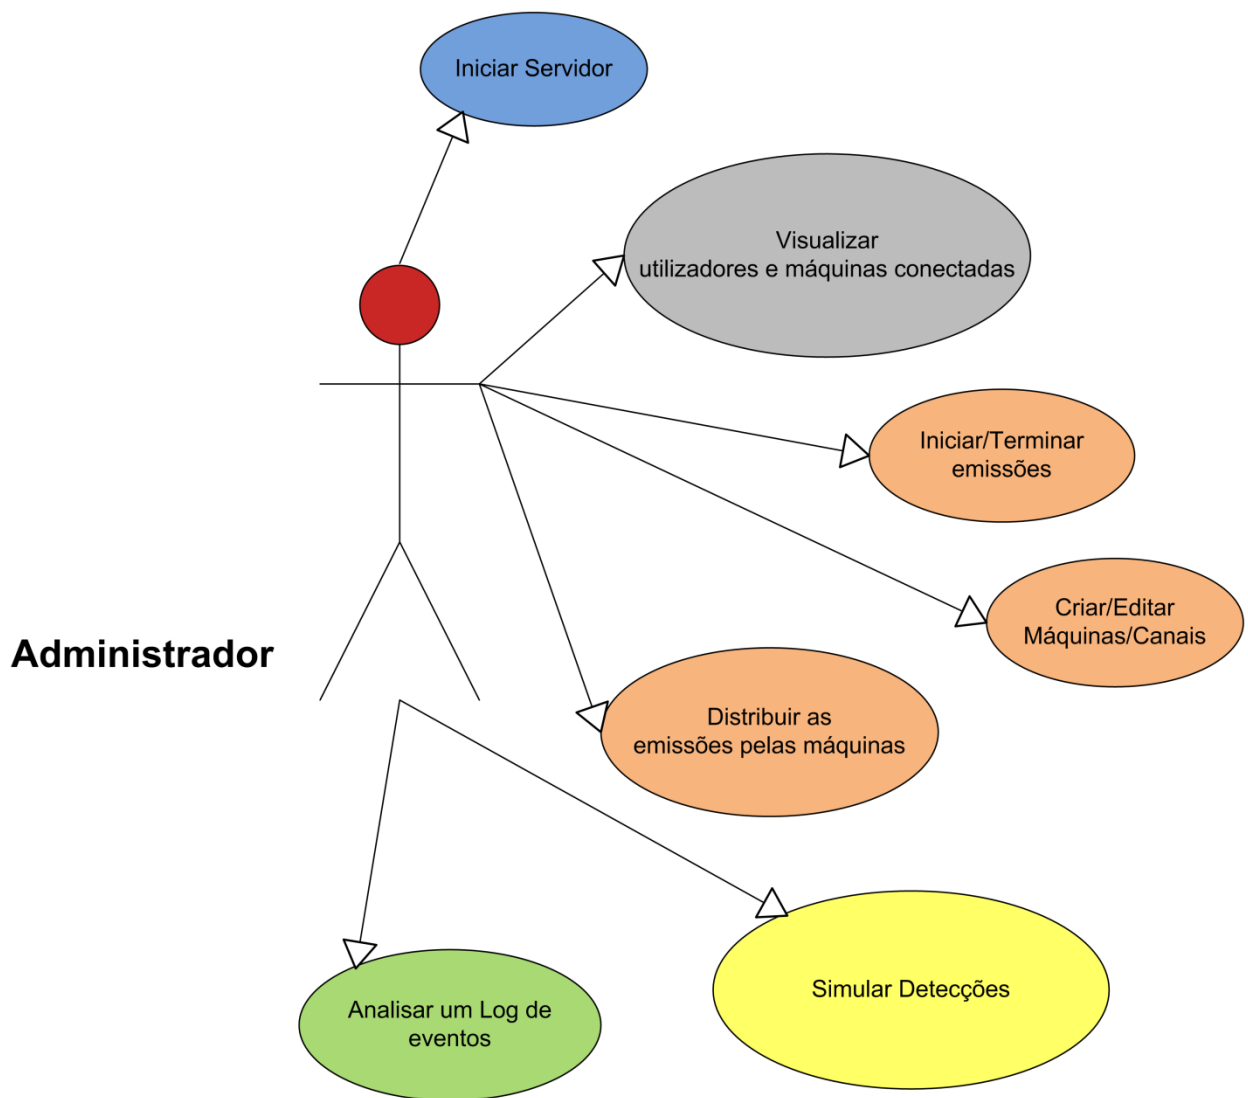 Iniciar Servidor
Visualizar
utilizadores e máquinas conectadas
Iniciar/Terminar
emissões
Criar/Editar
Máquinas/Canais
Administrador
Distribuir as
emissões pelas máquinas
Simular Detecções
Analisar um Log de
eventos